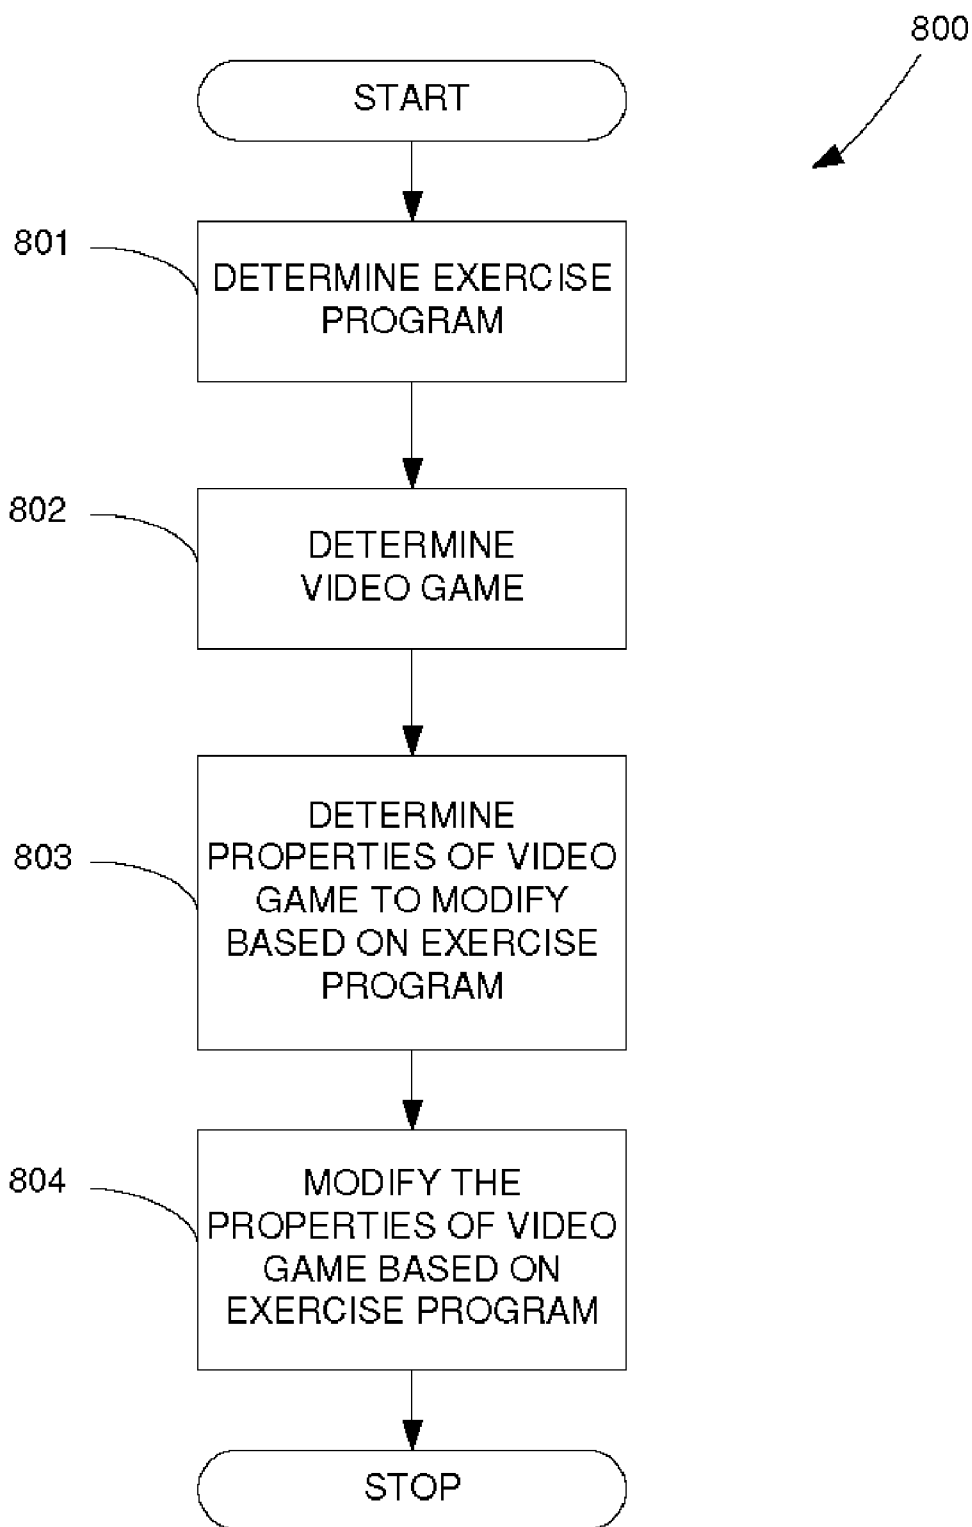 800
START
801
DETERMINE EXERCISE
PROGRAM
802
DETERMINE
VIDEO GAME
DETERMINE
PROPERTIES OF VIDEO
803
GAME TO MODIFY
BASED ON EXERCISE
PROGRAM
804
MODIFY THE
PROPERTIES OF VIDEO
GAME BASED ON
EXERCISE PROGRAM
STOP